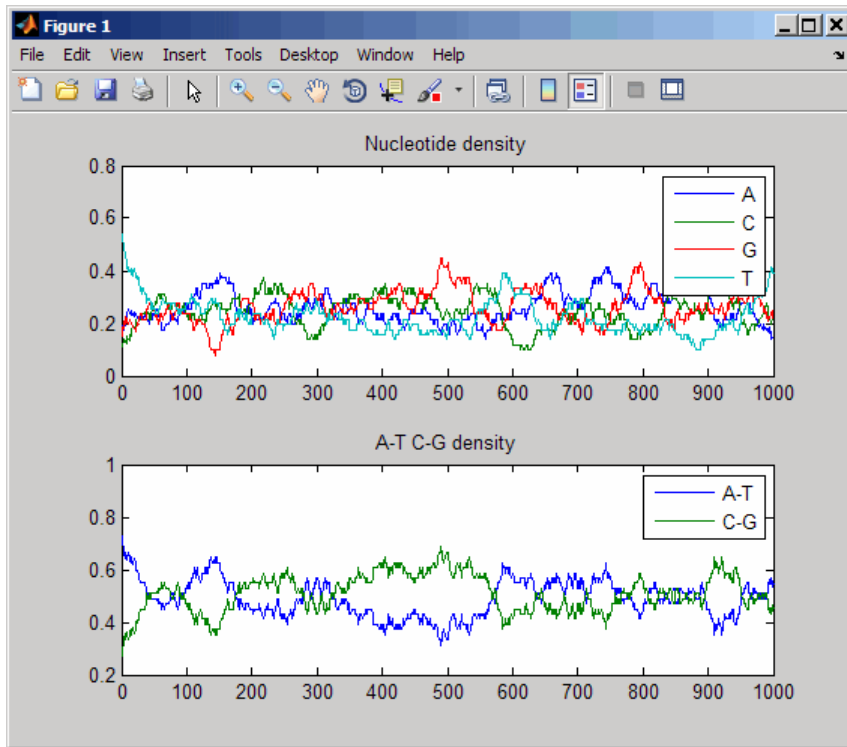 Figure 1
File Edit View Insert Tools Desktop Window Help
Nucleotide density
0.8
0.6
0.4
0.2
0
0 100 200 300 400 500 600 700 800 900 1000
A
C
G
T
A-T C-G density
1
0.8
0.6
0.4
0.2
0 100 200 300 400 500 600 700 800 900 1000
A-T
C-G